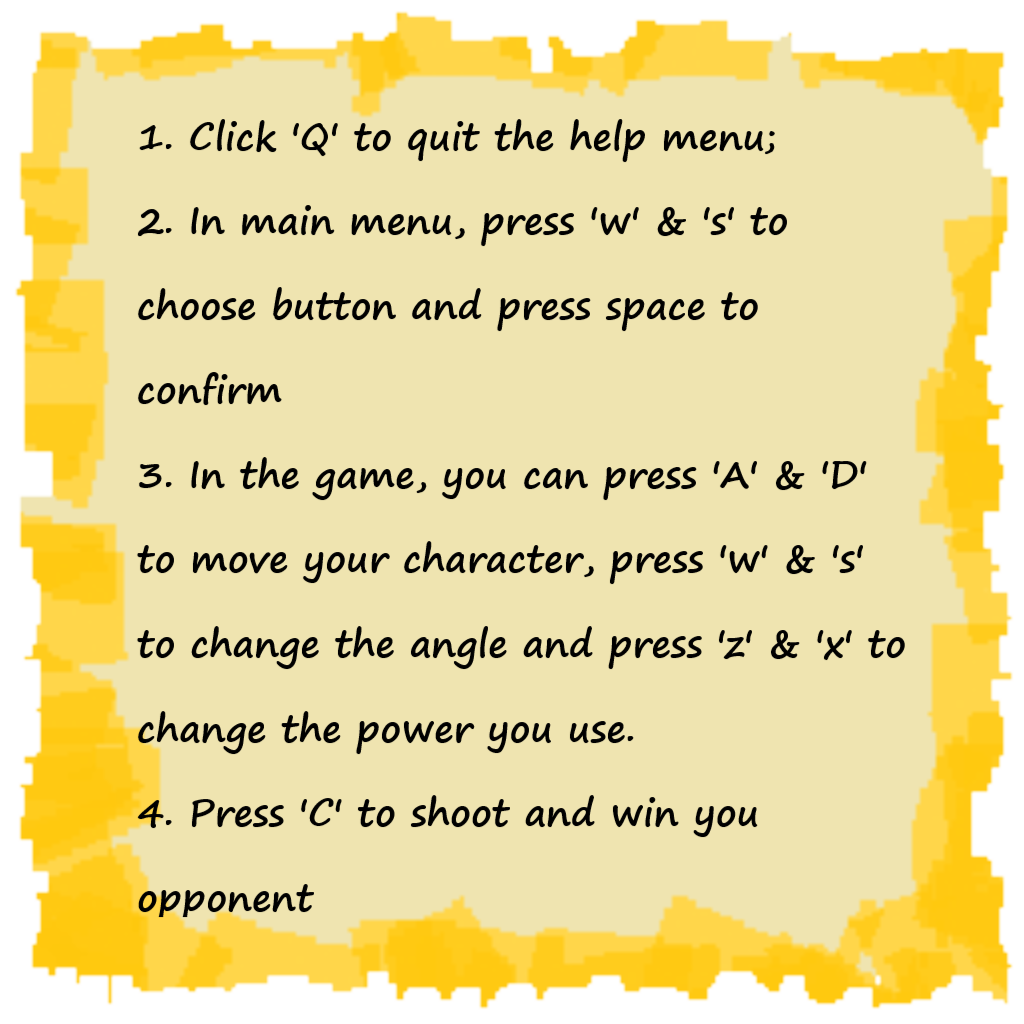 1. Click 'Q' to quit the help menu;
2. In main menu, press 'w' & 's' to
choose button and press space to
confirm
3. In the game, you can press 'A' & 'D'
to move your character, press 'w' & 's'
to change the angle and press 'z' & 'x' to
change the power you use.
4. Press 'C' to shoot and win you
opponent